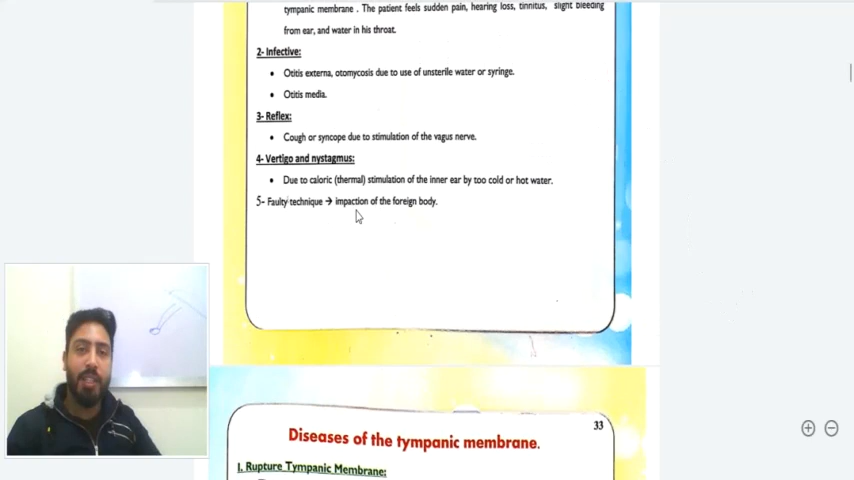 tympanic membrane . The patient feels sudden pain, hearing loss, tinnitus, slight bleeding
from ear, and water in his throat.
2- Infective:
• Otitis externa, otomycosis due to use of unsterile water or syringe.
• Otitis media.
3- Reflex:
• Cough or syncope due to stimulation of the vagus nerve.
4- Vertigo and nystagmus:
• Due to caloric (thermal) stimulation of the inner ear by too cold or hot water.
5- Faulty technique → impaction of the foreign body.
33
Diseases of the tympanic membrane.
I. Rupture Tympanic Membrane: